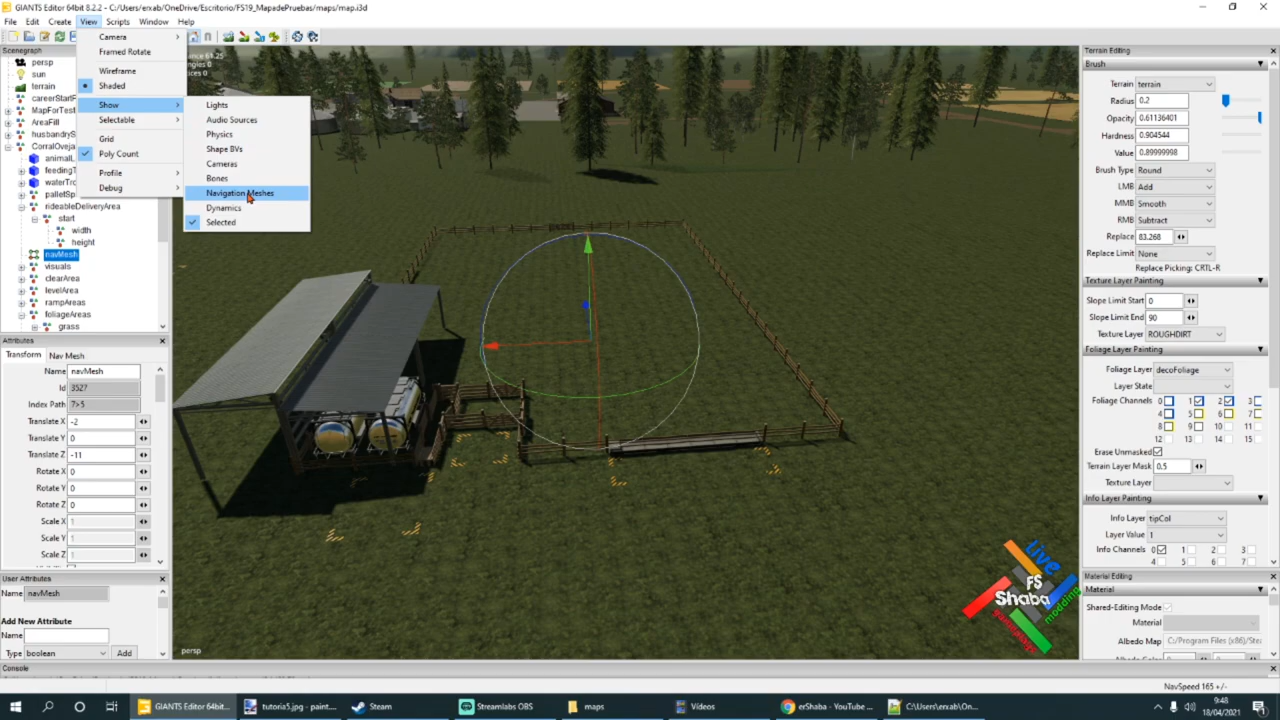 GIANTS Editor 64bit 8.2.2 - C:/Users/erxab/OneDrive/Escritorio/FS19_MapadePruebas/maps/map.i3d
File Edit Create View Scripts Window Help
Scenegraph
persp
sun
terrain
careerStartF
MapForTest
AreaFill
husbandrySp
CorralOveja
animalL
feedingT
waterTro
palletSp
rideableDeliveryArea
start
width
height
navMesh
visuals
clearArea
levelArea
rampAreas
foliageAreas
grass
Camera
Framed Rotate
Wireframe
Shaded
Show
Selectable
Grid
Poly Count
Profile
Debug
Lights
Audio Sources
Physics
Shape BVs
Cameras
Bones
Navigation Meshes
Dynamics
Selected
61.25
ngles 0
ices 0
Attributes
Transform Nav Mesh
Name navMesh
Id 3527
Index Path 7>5
Translate X -2
Translate Y 0
Translate Z -11
Rotate X 0
Rotate Y 0
Rotate Z 0
Scale X 1
Scale Y 1
Scale Z 1
User Attributes
Name navMesh
Add New Attribute
Name
Type boolean Add
persp
Live
FS
Shaba
modding
Terrain Editing
Brush
Terrain terrain
Radius 0.2
Opacity 0.61136401
Hardness 0.904544
Value 0.89999998
Brush Type Round
LMB Add
MMB Smooth
RMB Subtract
Replace 83.268
Replace Limit None
Replace Picking: CRTL-R
Texture Layer Painting
Slope Limit Start 0
Slope Limit End 90
Texture Layer ROUGHDIRT
Foliage Layer Painting
Foliage Layer decoFoliage
Layer State
Foliage Channels 0 1 2 3
4 5 6 7
8 9 10 11
12 13 14 15
Erase Unmasked
Terrain Layer Mask 0.5
Texture Layer
Info Layer Painting
Info Layer tipCol
Layer Value 1
Info Channels 0 1 2 3
4 5 6 7
Material Editing
Material
Shared-Editing Mode
Material
Albedo Map C:/Program Files (x86)/Stea
Console
NavSpeed 165 +/-
GIANTS Editor 64bit... tutoria5.jpg - paint.... Steam Streamlabs OBS maps Vídeos erShaba - YouTube ... C:\Users\erxab\On...
9:48
18/04/2021